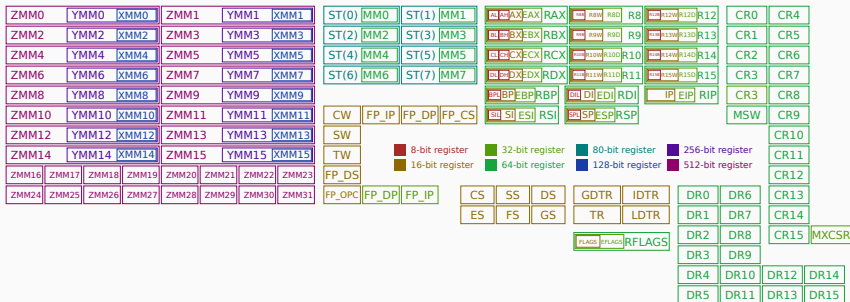 ZMM0 YMM0 XMM0 ZMM1 YMM1 XMM1 ST(0) MM0 ST(1) MM1 AL AH AX EAX RAX R8B R8W R8D R8 R12B R12W R12D R12 CR0 CR4
ZMM2 YMM2 XMM2 ZMM3 YMM3 XMM3 ST(2) MM2 ST(3) MM3 BL BH BX EBX RBX R9B R9W R9D R9 R13B R13W R13D R13 CR1 CR5
ZMM4 YMM4 XMM4 ZMM5 YMM5 XMM5 ST(4) MM4 ST(5) MM5 CL CH CX ECX RCX R10B R10W R10D R10 R14B R14W R14D R14 CR2 CR6
ZMM6 YMM6 XMM6 ZMM7 YMM7 XMM7 ST(6) MM6 ST(7) MM7 DL DH DX EDX RDX R11B R11W R11D R11 R15B R15W R15D R15 CR3 CR7
ZMM8 YMM8 XMM8 ZMM9 YMM9 XMM9 BPL BP EBP RBP DIL DI EDI RDI IP EIP RIP CR3 CR8
ZMM10 YMM10 XMM10 ZMM11 YMM11 XMM11 CW FP_IP FP_DP FP_CS SIL SI ESI RSI SPL SP ESP RSP MSW CR9
ZMM12 YMM12 XMM12 ZMM13 YMM13 XMM13 SW CR10
ZMM14 YMM14 XMM14 ZMM15 YMM15 XMM15 TW 8-bit register 32-bit register 80-bit register 256-bit register CR11
ZMM16 ZMM17 ZMM18 ZMM19 ZMM20 ZMM21 ZMM22 ZMM23 FP_DS 16-bit register 64-bit register 128-bit register 512-bit register CR12
ZMM24 ZMM25 ZMM26 ZMM27 ZMM28 ZMM29 ZMM30 ZMM31 FP_OPC FP_DP FP_IP CS SS DS GDTR IDTR DR0 DR6 CR13
ES FS GS TR LDTR DR1 DR7 CR14
FLAGS EFLAGS RFLAGS DR2 DR8 CR15 MXCSR
DR3 DR9
DR4 DR10 DR12 DR14
DR5 DR11 DR13 DR15